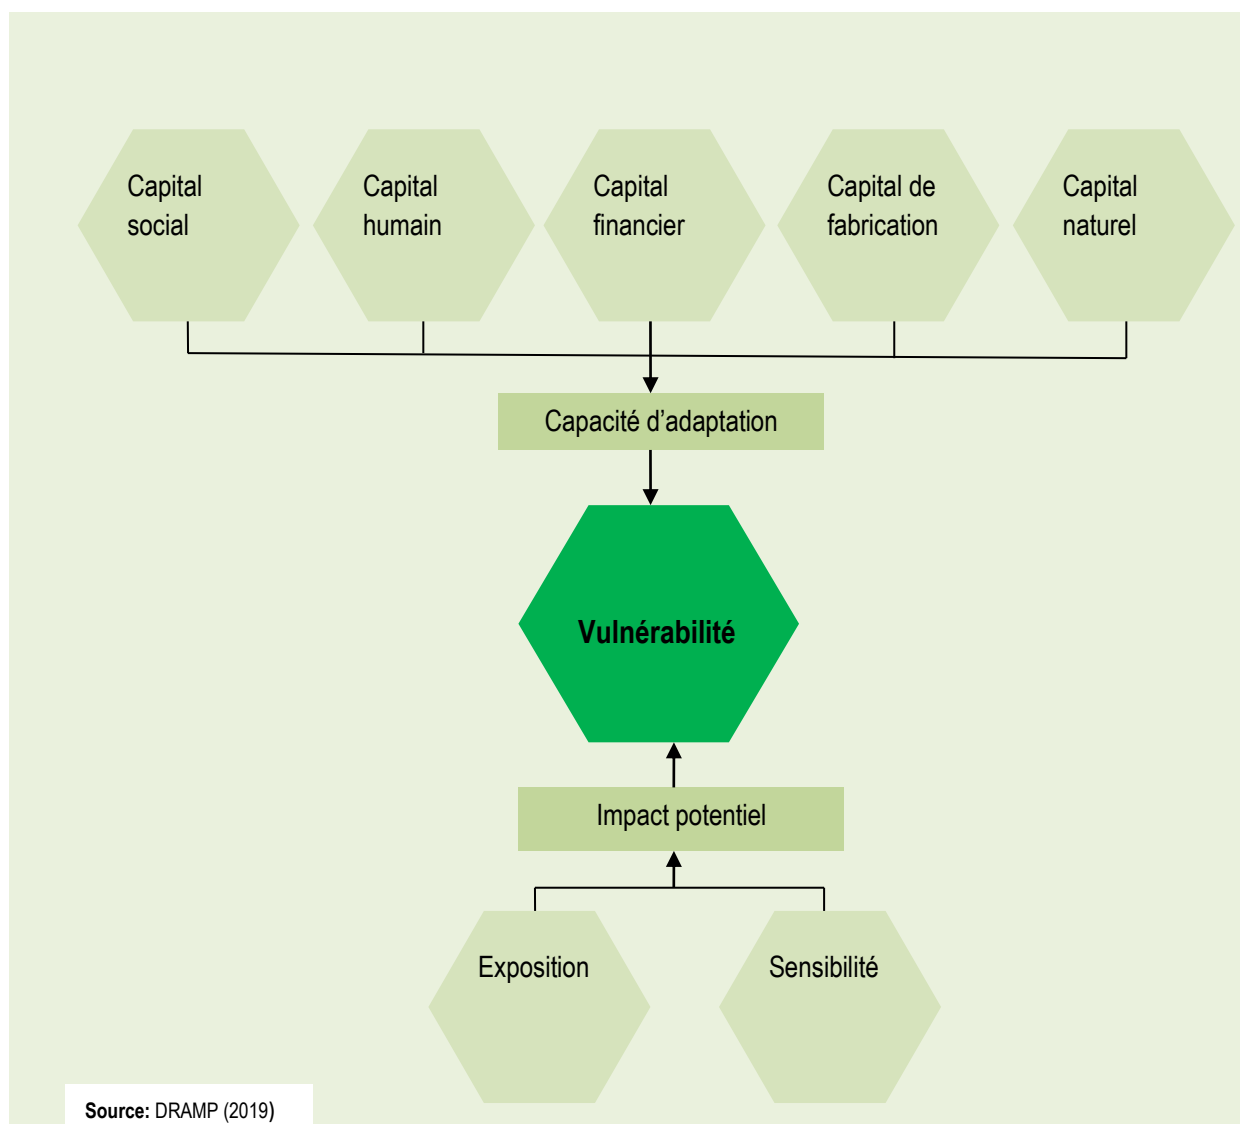 Capital
social
Capital
humain
Capital
financier
Capital de
fabrication
Capital
naturel
Capacité d’adaptation
Vulnérabilité
Impact potentiel
Exposition
Sensibilité
Source: DRAMP (2019)